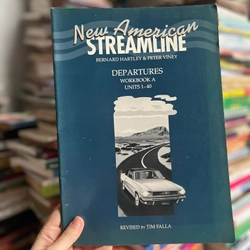 New American
STREAMLINE
BERNARD HARTLEY & PETER VINEY
DEPARTURES
WORKBOOK A
UNITS 1-40
REVISED BY TIM FALLA